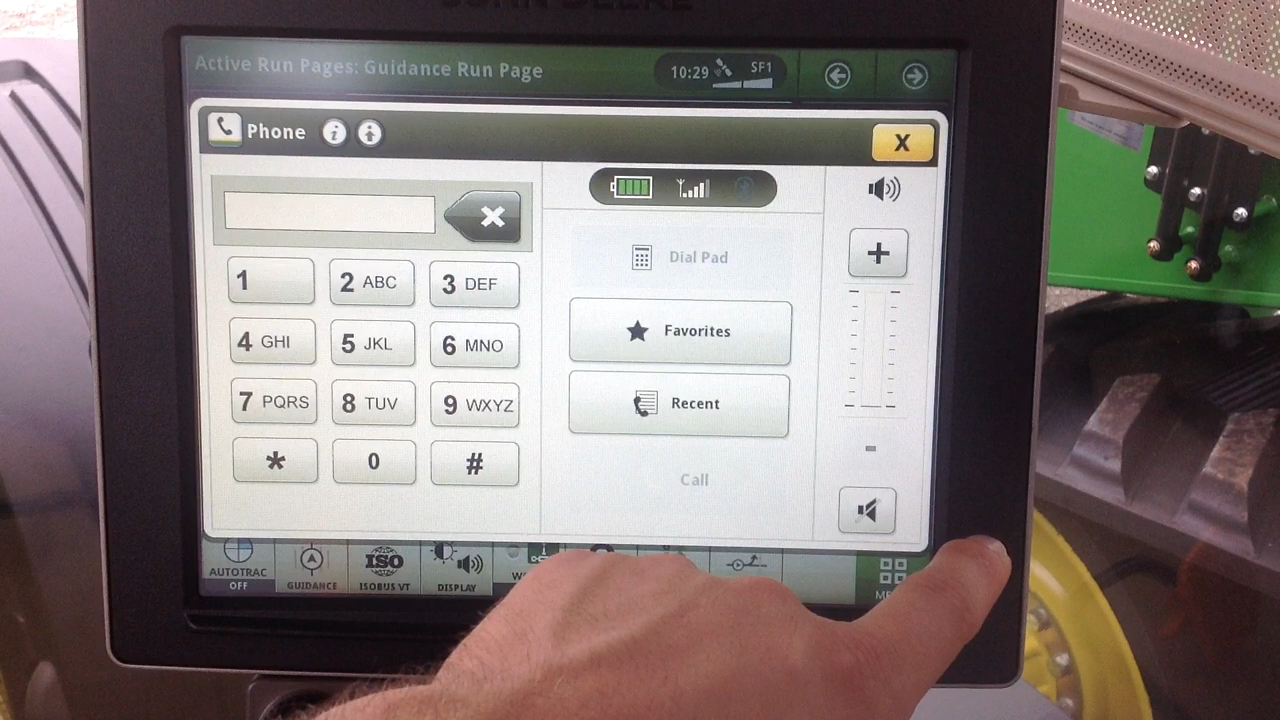 JOHN DEERE
Active Run Pages: Guidance Run Page
10:29
SF1
Phone
X
1
2 ABC
3 DEF
4 GHI
5 JKL
6 MNO
7 PQRS
8 TUV
9 WXYZ
*
0
#
Dial Pad
Favorites
Recent
Call
+
-
AUTOTRAC
OFF
GUIDANCE
ISO
ISOBUS VT
DISPLAY